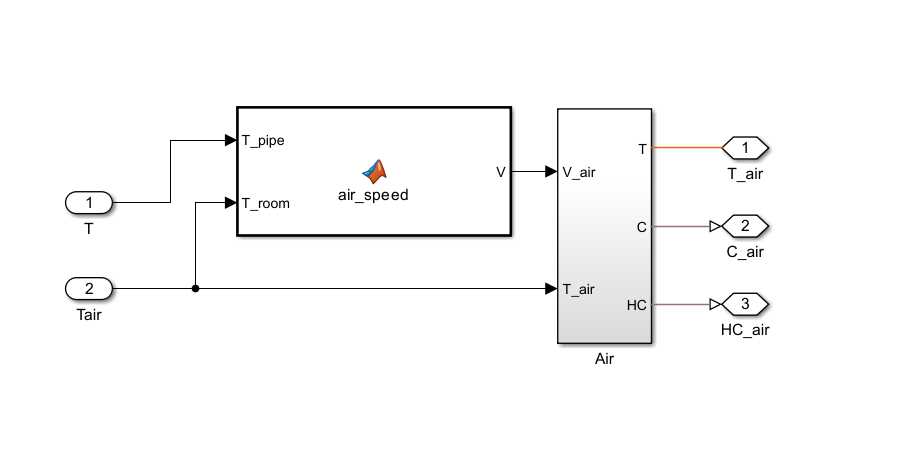 T_pipe
T_room
air_speed
V
1
T
2
Tair
V_air
T_air
T
C
HC
Air
1
T_air
2
C_air
3
HC_air